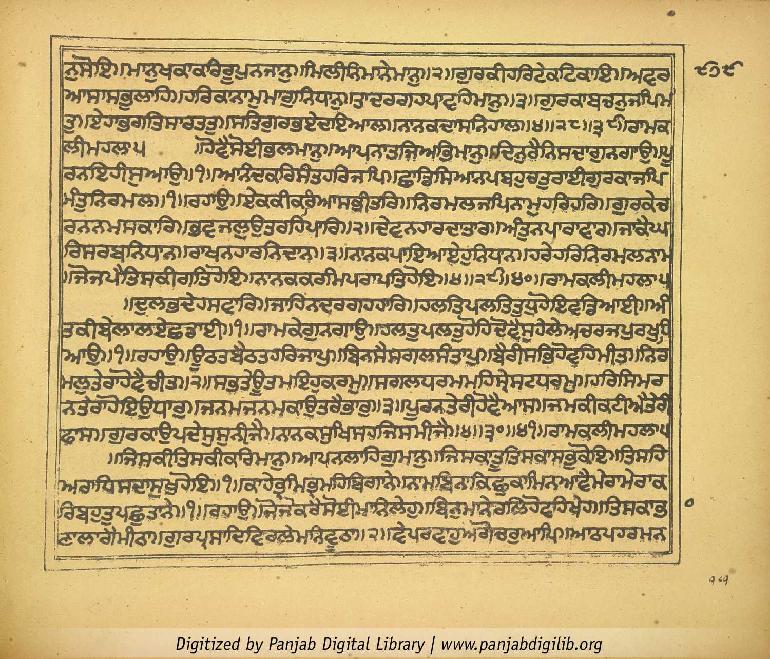 ਨੁਸੋਇ॥ਮਾਨੁਖਕਾਕਰਿਰੂਪੁਨਜਾਨੁ॥ਮਿਲੀਨਿਮਾਨੇਮਾਨੁ॥੨॥ਗੁਰਕੀਹਰਿਟੇਕਟਿਕਾਇ॥ਅਵਰ
੯੭੯
ਆਸਾਸਭਲਾਹਿ॥ਹਰਿਕਾਨਾਮੁਮਾਗੁਨਿਧਾਨੁ॥ਤਾਦਰਗਹਪਾਵਹਿਮਾਨੁ॥੩॥ਗੁਰਕਾਬਚਨੁਜਪਿਮੰ
ਤੁ॥ਏਹਾਭਗਤਿਸਾਰਤਤੁ॥ਸਤਿਗੁਰਭਏਦਇਆਲ॥ਨਾਨਕਦਾਸਨਿਹਾਲ॥੪॥੨੮॥੩੯॥ਰਾਮਕ
ਲੀਮਹਲਾ੫ ॥ਹੋਵੈਸੋਈਭਲਮਾਨੁ॥ਆਪਨਾਤਜਿਅਭਿਮਾਨੁ॥ਦਿਨੁਰੈਨਿਸਦਾਗੁਨਗਾਉ॥ਪੂ
ਰਨਏਹੀਸੁਆਉ॥੧॥ਆਨੰਦਕਰਿਸੰਤਹਰਿਜਪਿ॥ਛਾਡਿਸਿਆਨਪਬਹੁਚਤੁਰਾਈਗੁਰਕਾਜਪਿ
ਮੰਤੁਨਿਰਮਲ॥੧॥ਰਹਾਉ॥ਏਕਕੀਕਰਿਆਸਭੀਤਰਿ॥ਨਿਰਮਲਜਪਿਨਾਮੁਹਰਿਹਰਿ॥ਗੁਰਕੇਚ
ਰਨਨਮਸਕਾਰਿ॥ਭਵਜਲੁਉਤਰਹਿਪਾਰਿ॥੨॥ਦੇਵਨਹਾਰਦਾਤਾਰ॥ਅੰਤੁਨਪਾਰਾਵਾਰ॥ਜਾਕੈਘ
ਰਿਸਰਬਨਿਧਾਨ॥ਰਾਖਨਹਾਰਨਿਦਾਨ॥੩॥ਨਾਨਕਪਾਇਆਏਹੁਨਿਧਾਨ॥ਹਰੇਹਰਿਨਿਰਮਲਨਾਮ
॥ਜੋਜਪੈਤਿਸਕੀਗਤਿਹੋਇ॥ਨਾਨਕਕਰਮਿਪਰਾਪਤਿਹੋਇ॥੪॥੨੯॥੪੦॥ਰਾਮਕਲੀਮਹਲਾ੫
॥ਦੁਲਭਦੇਹਸਵਾਰਿ॥ਜਾਹਿਨਦਰਗਹਹਾਰਿ॥ਹਲਤਿਪਲਤਿਤੁਧੁਹੋਇਵਡਿਆਈ॥ਅੰ
ਤਕੀਬੇਲਾਲਏਛਡਾਈ॥੧॥ਰਾਮਕੇਗੁਨਗਾਉ॥ਹਲਤੁਪਲਤੁਹੋਹਿਦੋਵੈਸੁਹੇਲੇਅਚਰਜਪੁਰਖੁਧਿ
ਆਉ॥੧॥ਰਹਾਉ॥ਊਠਤਬੈਠਤਹਰਿਜਾਪੁ॥ਬਿਨਸੈਸਗਲਸੰਤਾਪੁ॥ਬੈਰੀਸਭਿਹੋਵਹਿਮੀਤ॥ਨਿਰ
ਮਲੁਤੇਰਾਹੋਵੈਚੀਤ॥੨॥ਸਭਤੇਊਤਮਇਹੁਕਰਮੁ॥ਸਗਲਧਰਮਮਹਿਸ੍ਰੇਸਟਧਰਮੁ॥ਹਰਿਸਿਮਰ
ਨਤੇਰਾਹੋਇਉਧਾਰੁ॥ਜਨਮਜਨਮਕਾਉਤਰੈਭਾਰੁ॥੩॥ਪੂਰਨਤੇਰੀਹੋਵੈਆਸ॥ਜਮਕੀਕਟੀਐਤੇਰੀ
ਫਾਸ॥ਗੁਰਕਾਉਪਦੇਸੁਸੁਨੀਜੈ॥ਨਾਨਕਸੁਖਿਸਹਜਿਸਮੀਜੈ॥੪॥੩੦॥੪੧॥ਰਾਮਕਲੀਮਹਲਾ੫
॥ਜਿਸਕੀਤਿਸਕੀਕਰਿਮਾਨੁ॥ਆਪਨਲਾਹਿਗੁਮਾਨੁ॥ਜਿਸਕਾਤੂਤਿਸਕਾਸਭੁਕੋਇ॥ਤਿਸਹਿ
ਅਰਾਧਿਸਦਾਸੁਖੁਹੋਇ॥੧॥ਕਾਹੇਭ੍ਰਮਿਭ੍ਰਮਹਿਬਿਗਾਨੇ॥ਨਾਮਬਿਨਾਕਿਛੁਕਾਮਿਨਆਵੈਮੇਰਾਮੇਰਾਕ
ਰਿਬਹੁਤੁਪਛੁਤਾਨੇ॥੧॥ਰਹਾਉ॥ਜੋਜੋਕਰੈਸੋਈਮਾਨਿਲੇਹੁ॥ਬਿਨੁਮਾਨੇਰਲਿਹੋਵਹਿਖੇਹ॥ਤਿਸਕਾਭਾ
ਣਾਲਾਗੈਮੀਠਾ॥ਗੁਰਪ੍ਰਸਾਦਿਵਿਰਲੇਮਨਿਵੂਠਾ॥੨॥ਵੇਪਰਵਾਹੁਅਗੋਚਰੁਆਪਿ॥ਆਠਪਹਰਮਨ
੧੭੧
Digitized by Panjab Digital Library | www.panjabdigilib.org